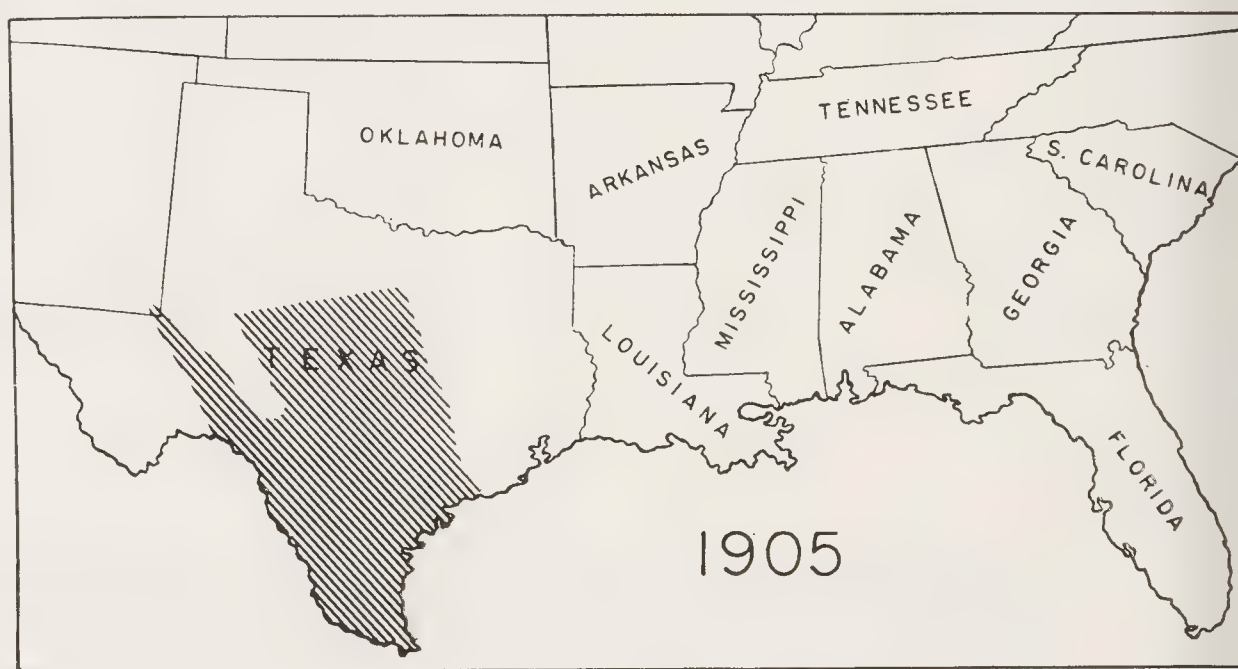 TENNESSEE
OKLAHOMA
ARKANSAS
S. CAROLINA
MISSISSIPPI
ALABAMA
GEORGIA
TEXAS
LOUISIANA
FLORIDA
1905